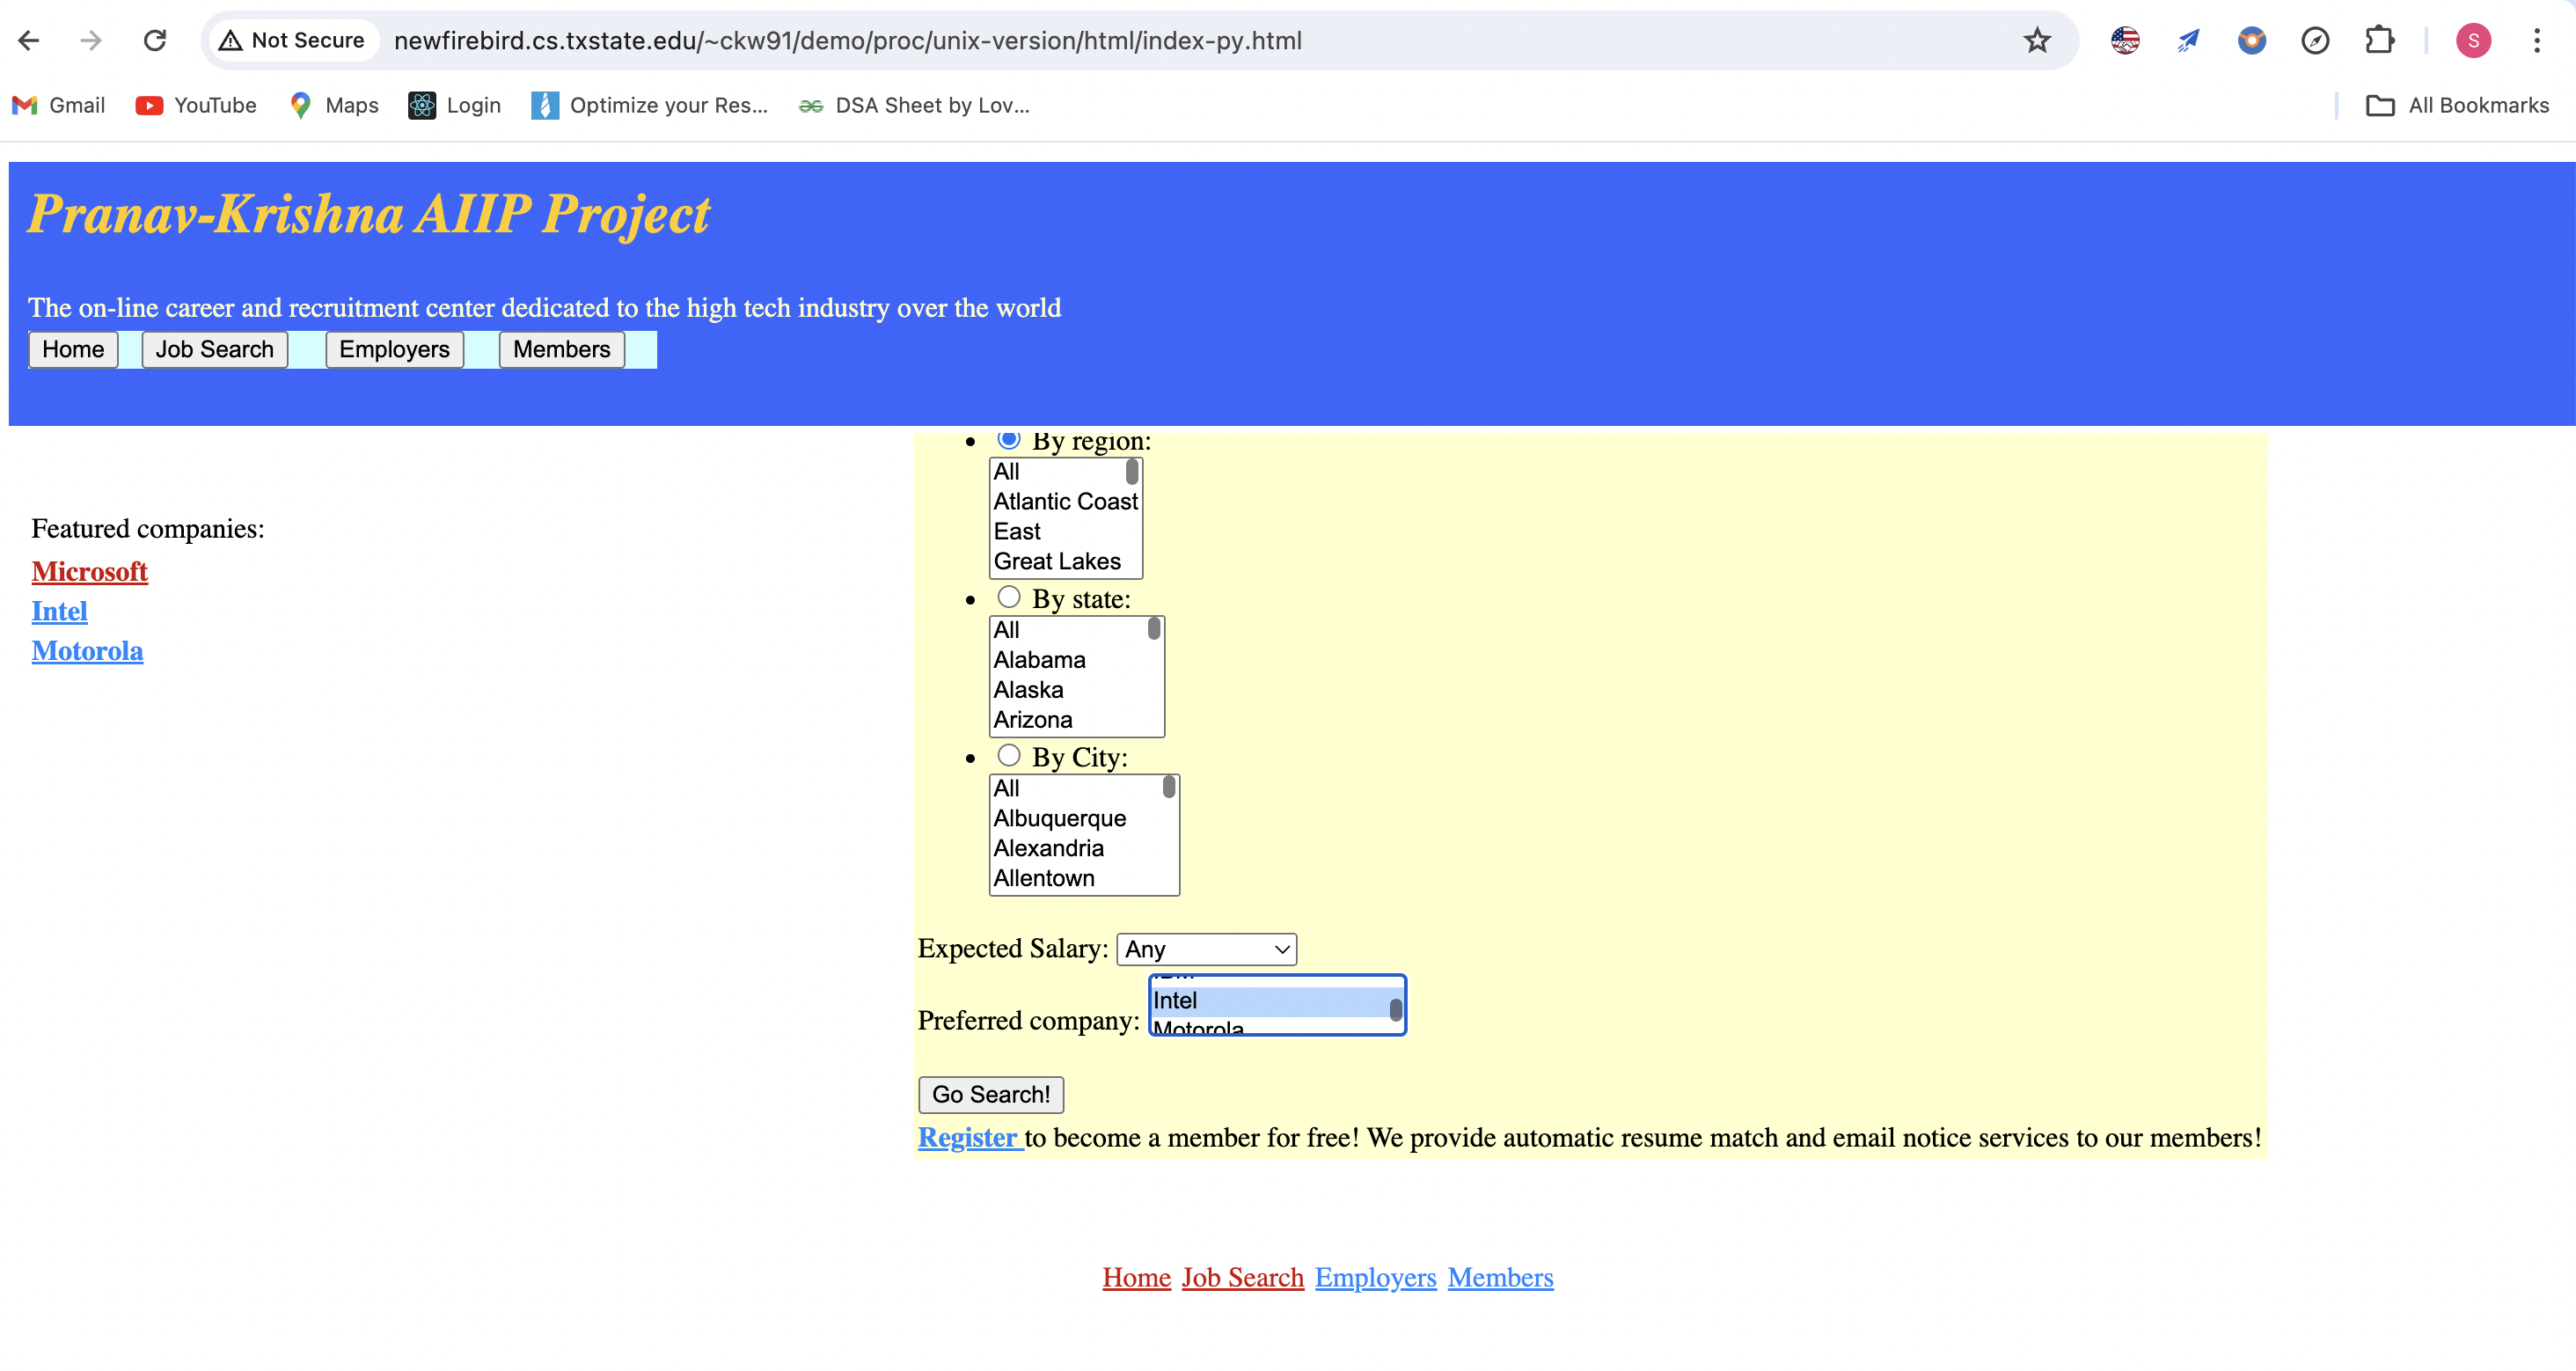 Not Secure newfirebird.cs.txstate.edu/~ckw91/demo/proc/unix-version/html/index-py.html S
Gmail YouTube Maps Login Optimize your Res... DSA Sheet by Lov... All Bookmarks
Pranav-Krishna AIIP Project
The on-line career and recruitment center dedicated to the high tech industry over the world
Home Job Search Employers Members
Featured companies:
Microsoft
Intel
Motorola
By region:
All
Atlantic Coast
East
Great Lakes
By state:
All
Alabama
Alaska
Arizona
By City:
All
Albuquerque
Alexandria
Allentown
Expected Salary: Any
Preferred company:
Intel
Motorola
Go Search!
Register to become a member for free! We provide automatic resume match and email notice services to our members!
Home Job Search Employers Members